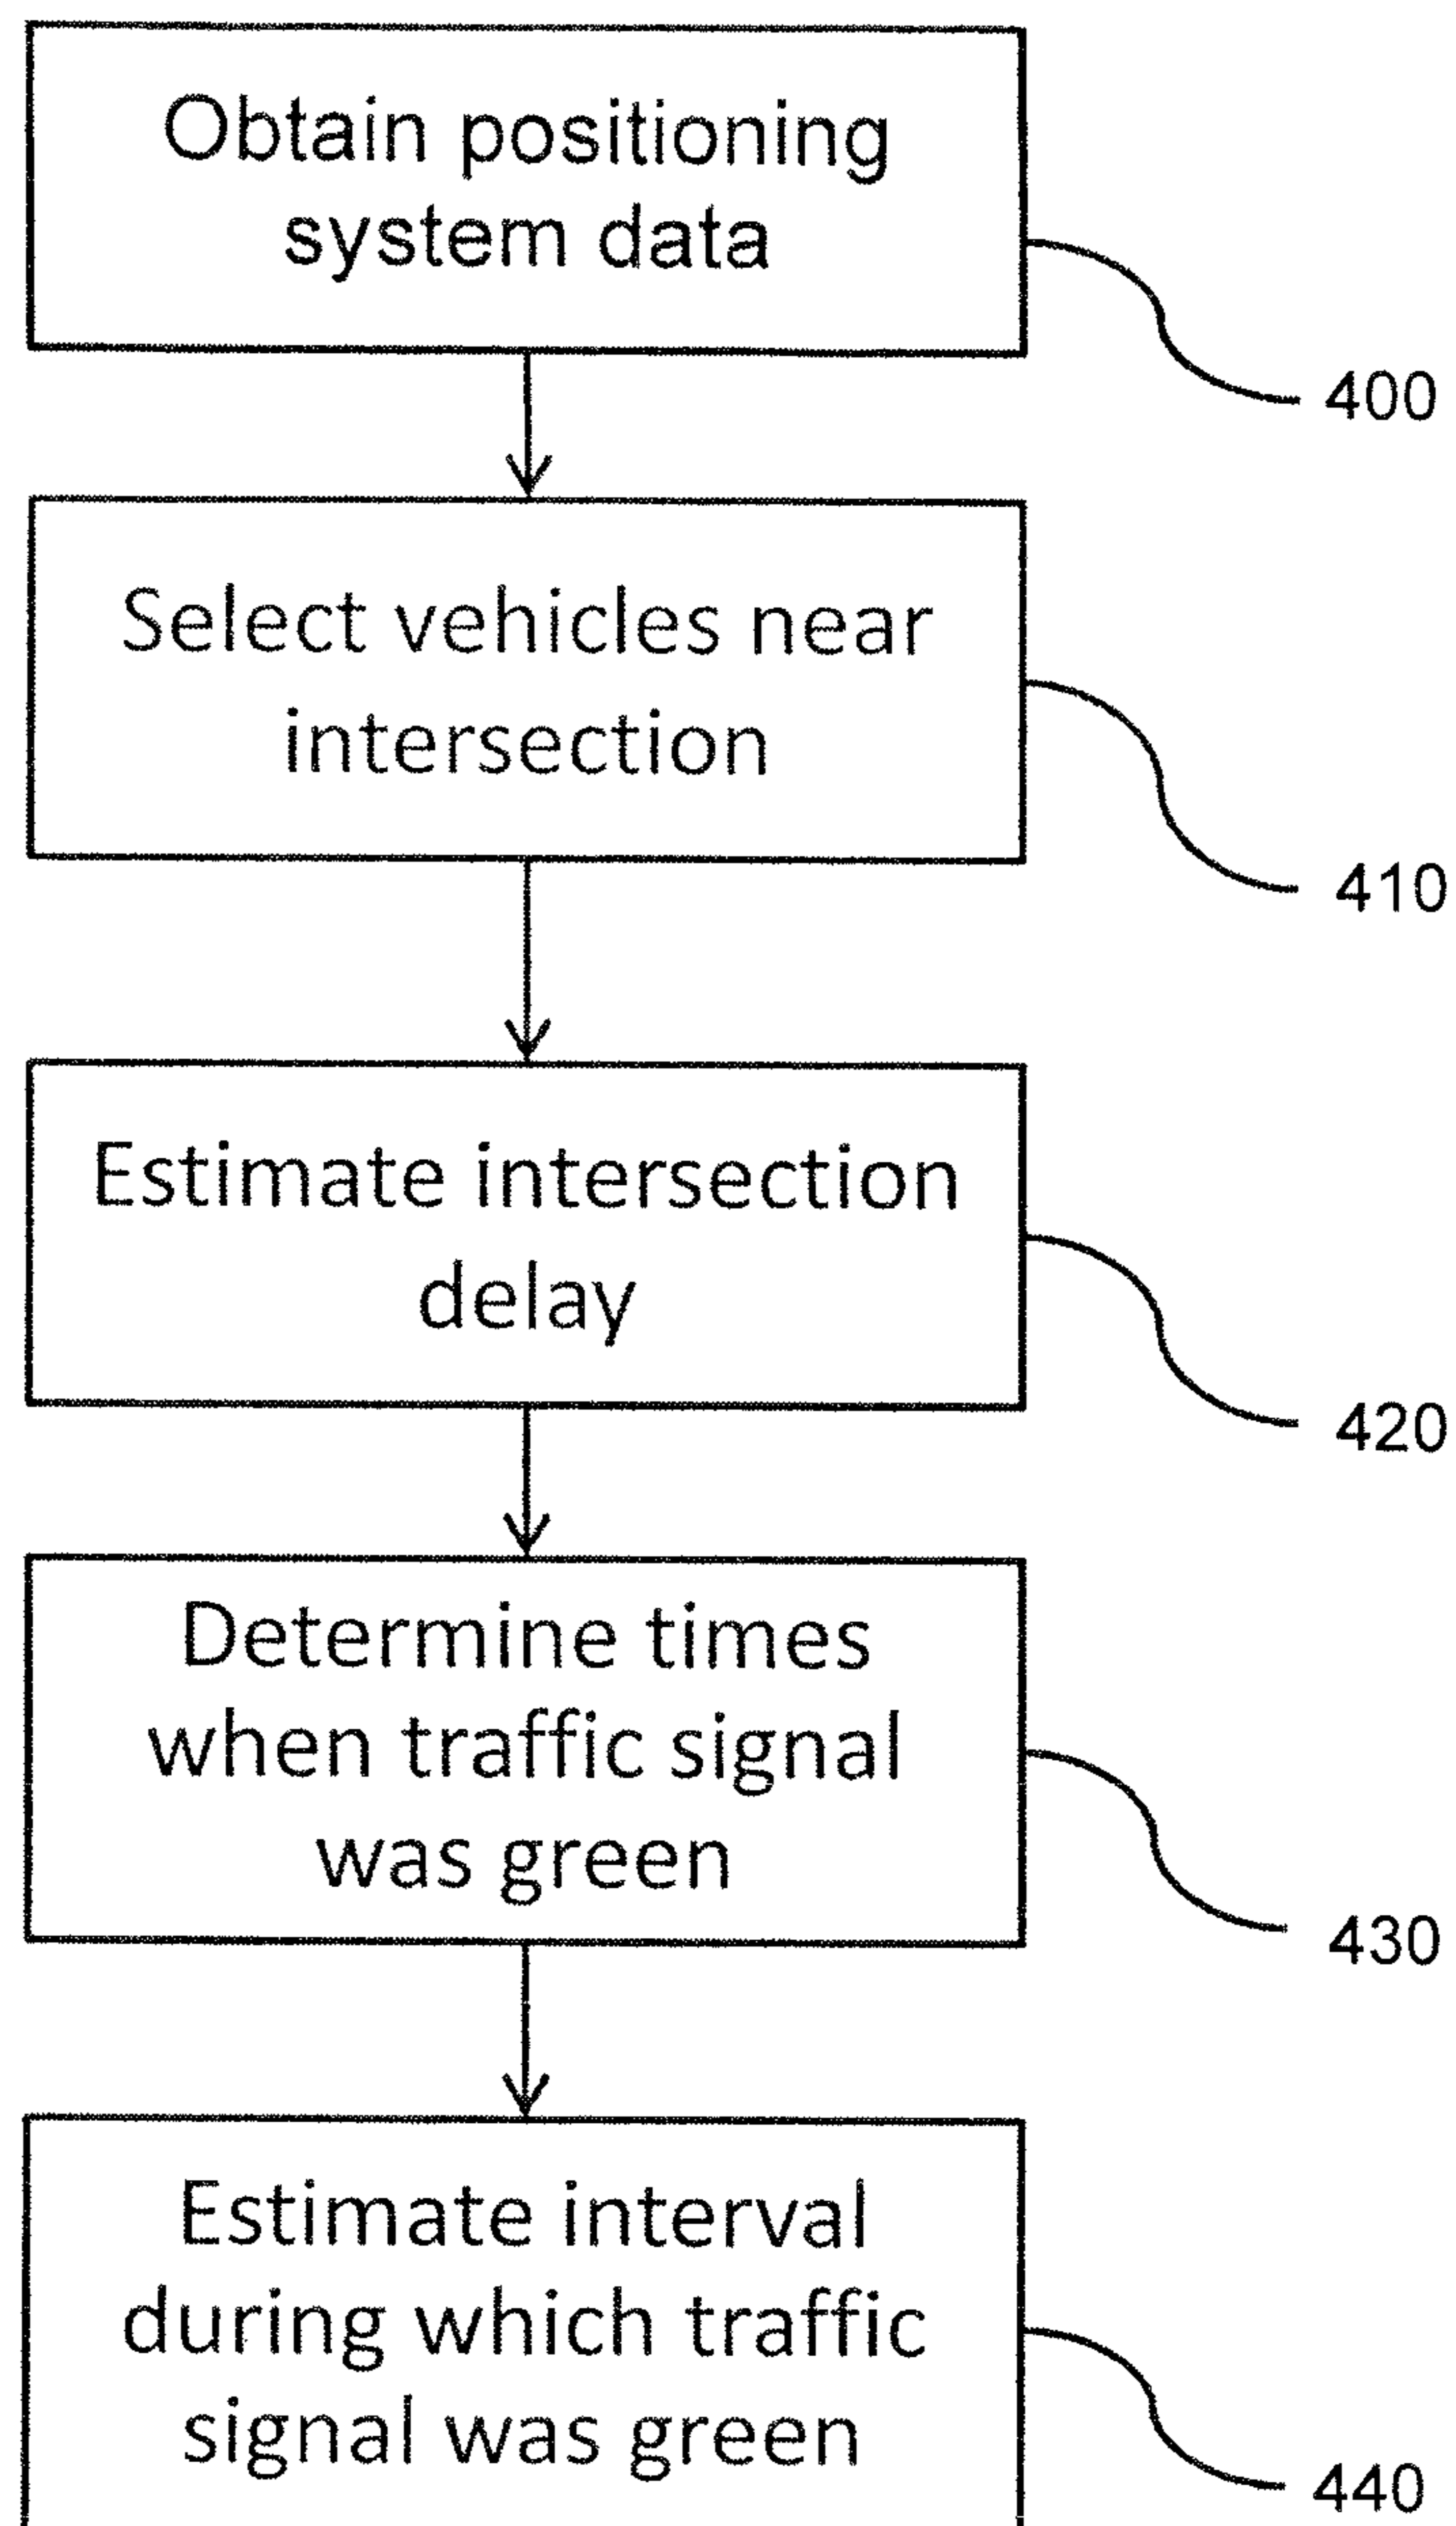 Obtain positioning
system data
400
Select vehicles near
intersection
410
Estimate intersection
delay
420
Determine times
when traffic signal
was green
430
Estimate interval
during which traffic
signal was green
440